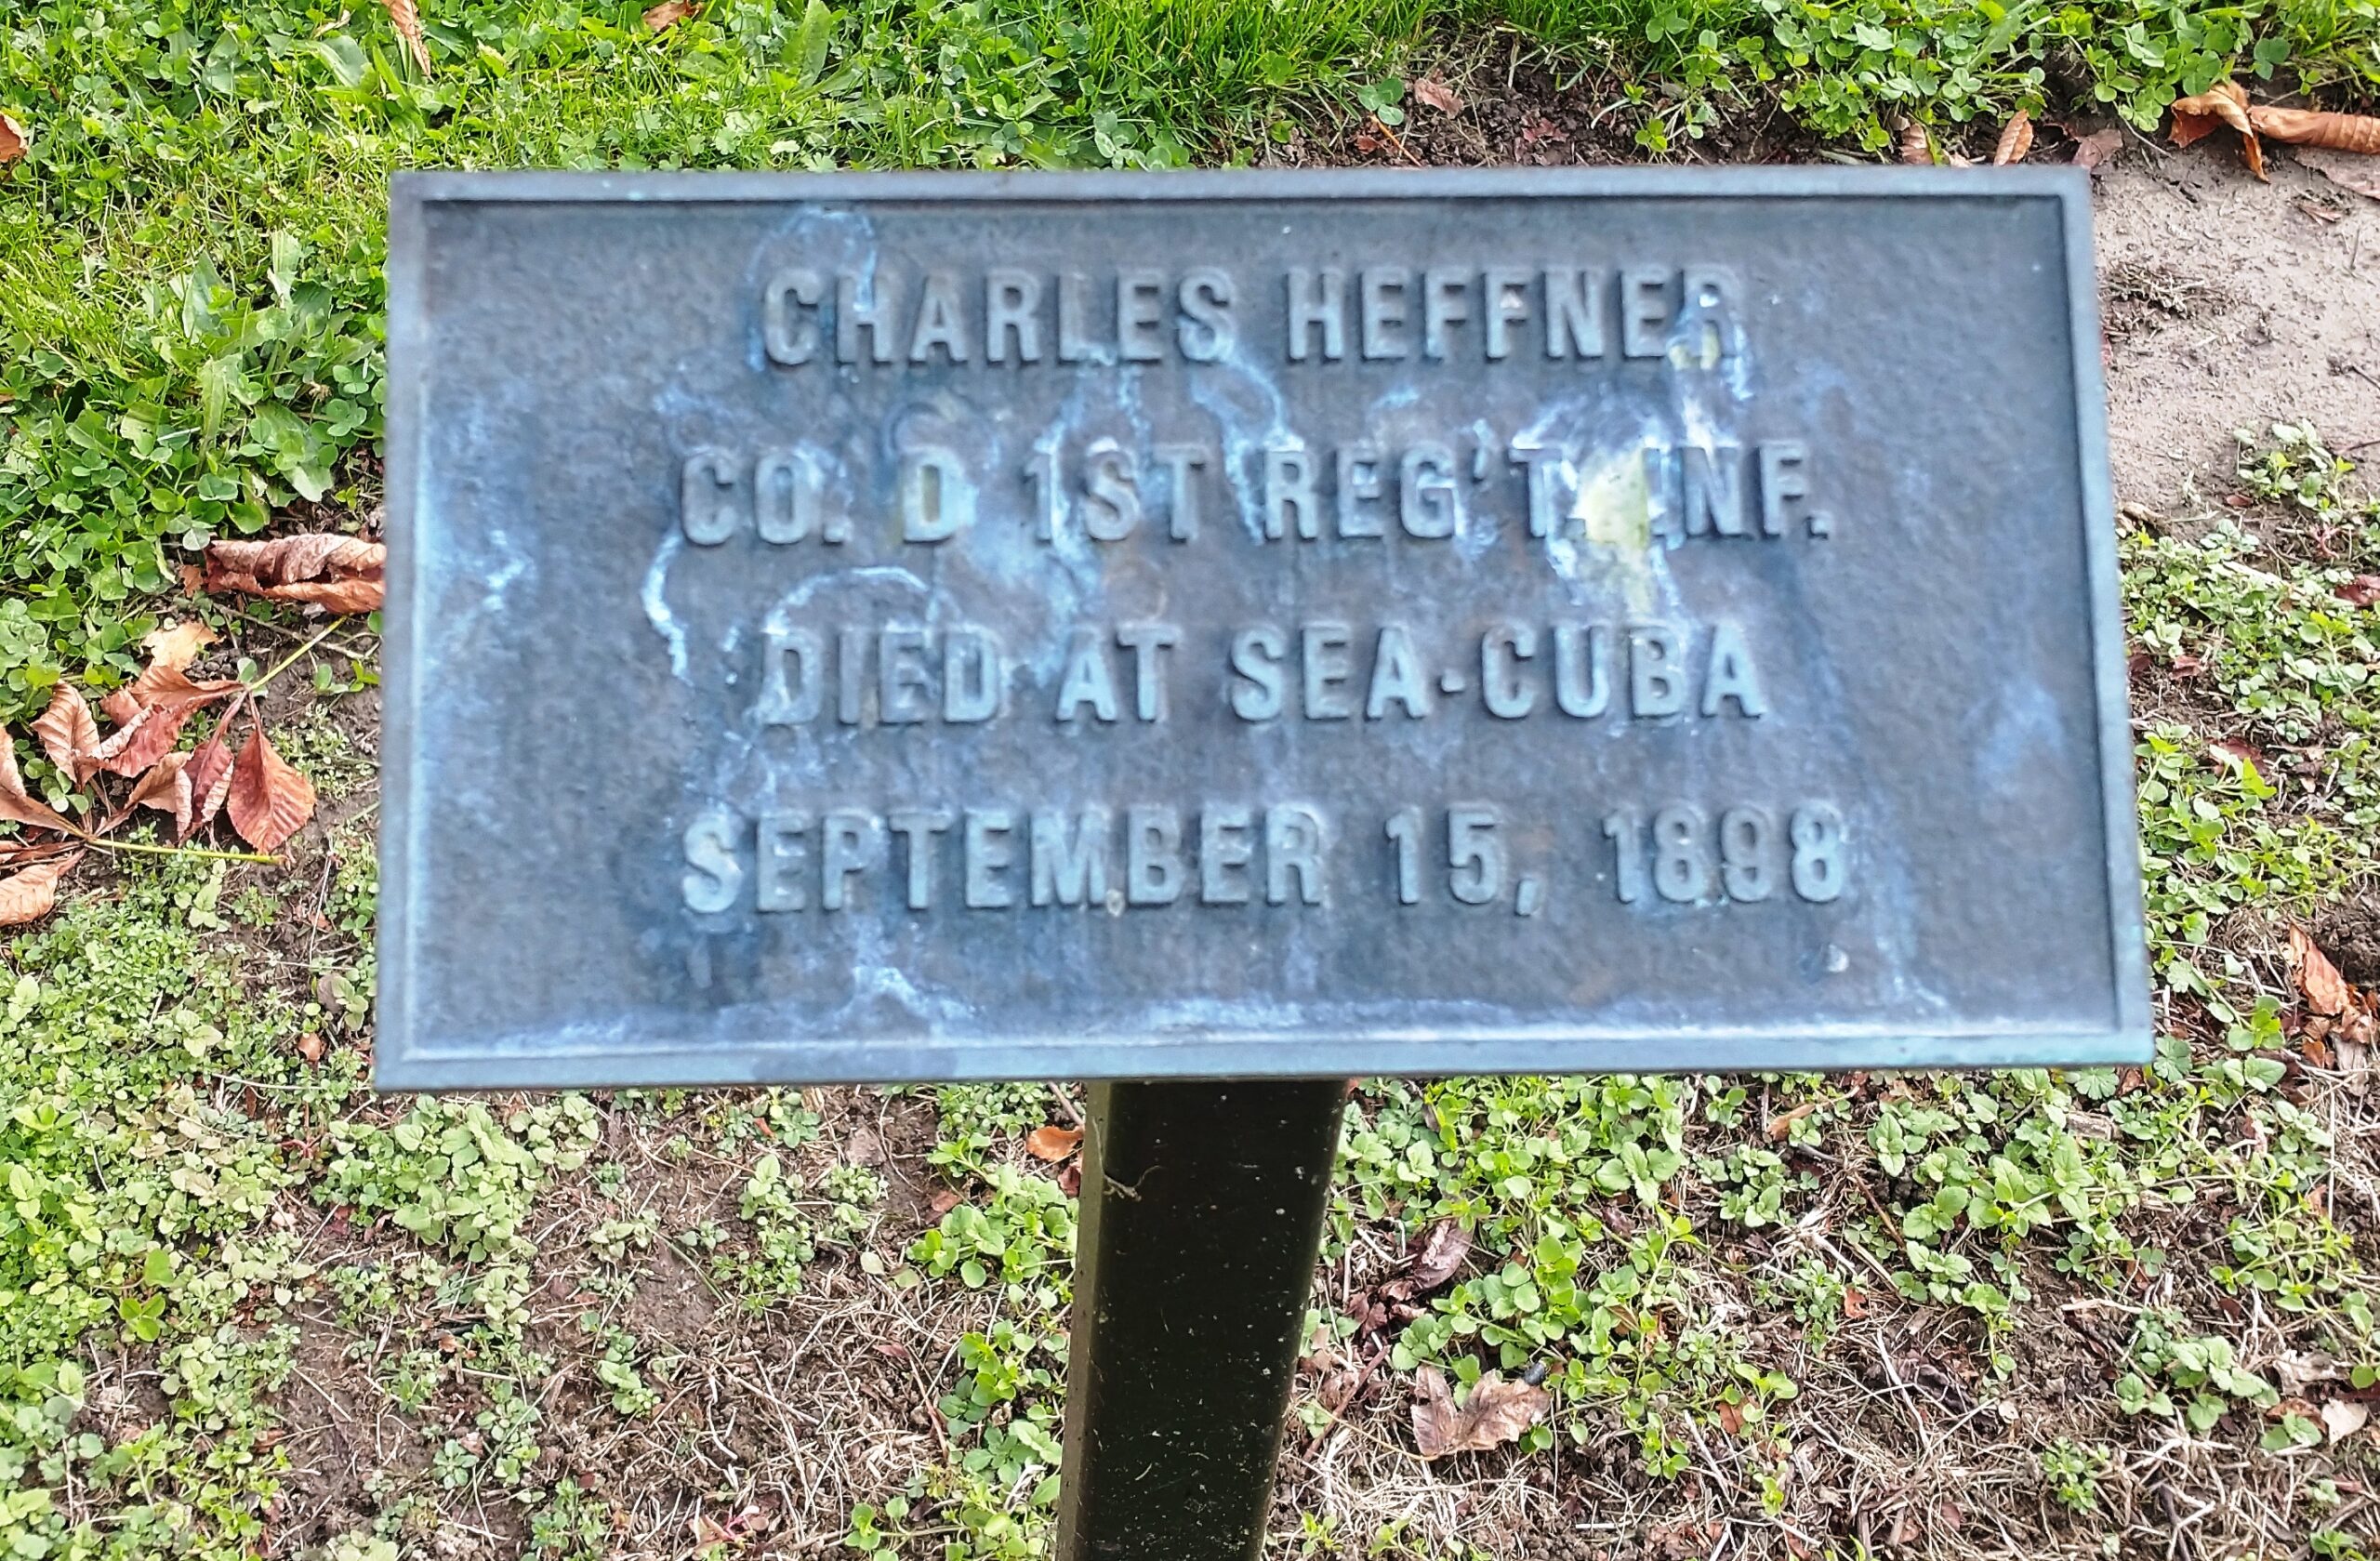 CHARLES HEFFNER
CO. D 1ST REG'T. INF.
DIED AT SEA-CUBA
SEPTEMBER 15, 1898